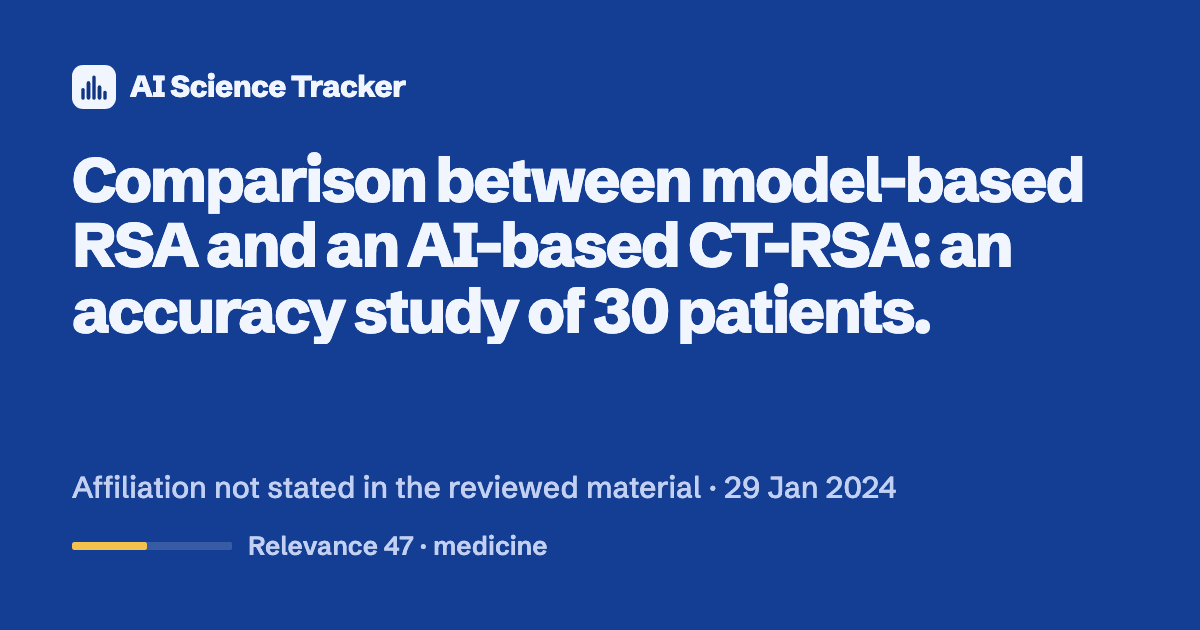 AI Science Tracker
Comparison between model-based
RSA and an AI-based CT-RSA: an
accuracy study of 30 patients.
Affiliation not stated in the reviewed material · 29 Jan 2024
Relevance 47 · medicine